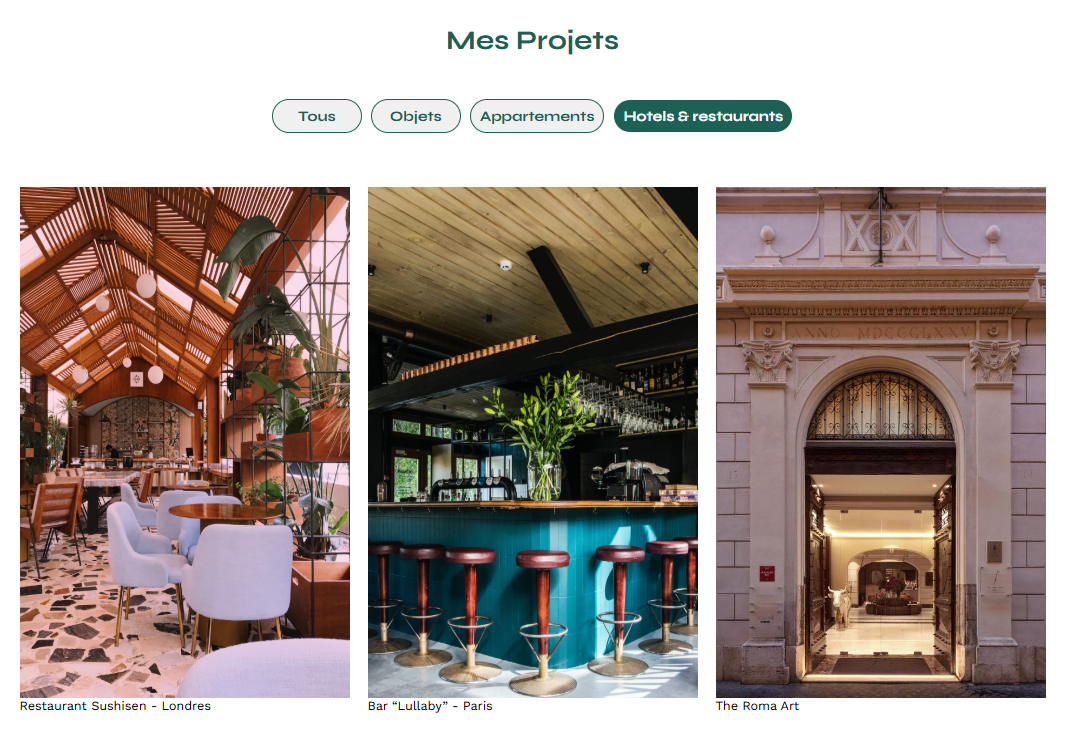 Mes Projets
Tous
Objets
Appartements
Hotels & restaurants
ANNO MDCCCLXXV
Restaurant Sushisen - Londres
Bar “Lullaby” - Paris
The Roma Art